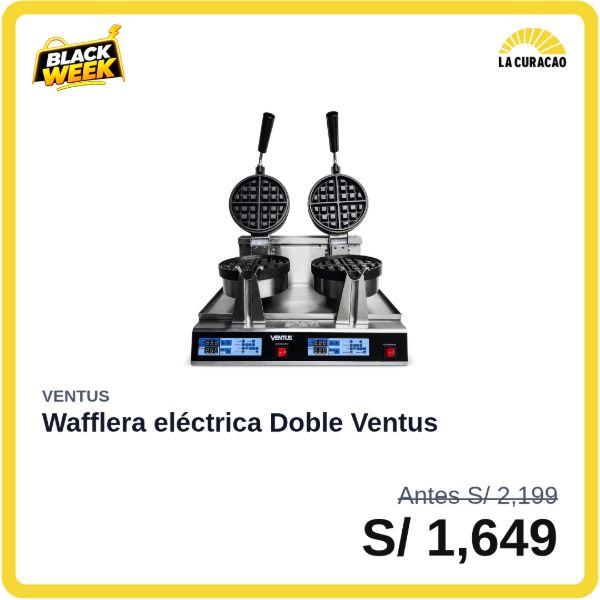 BLACK
WEEK
LA CURACAO
VENTUS
VENTUS
Wafflera eléctrica Doble Ventus
Antes S/ 2,199
S/ 1,649